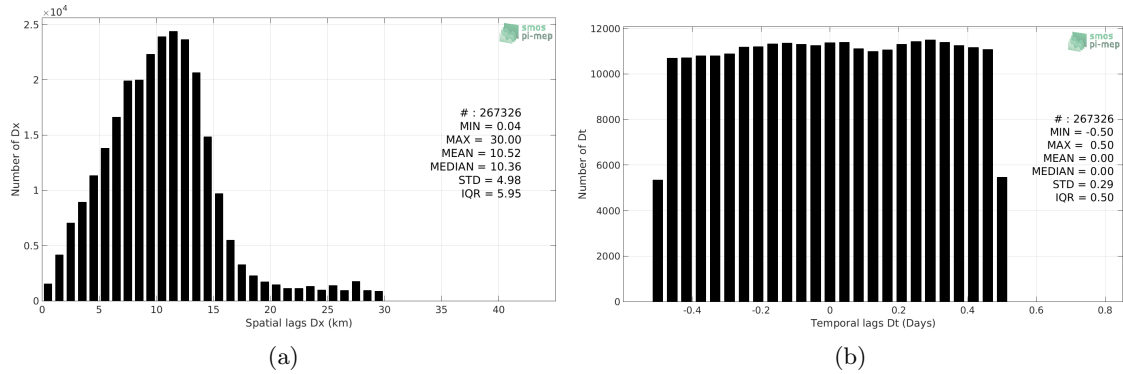 ×10⁴
2.5
2
1.5
1
0.5
0
0 5 10 15 20 25 30 35 40
Number of Dx
Spatial lags Dx (km)
smos
pi-mep
# : 267326
MIN = 0.04
MAX = 30.00
MEAN = 10.52
MEDIAN = 10.36
STD = 4.98
IQR = 5.95
(a)
12000
10000
8000
6000
4000
2000
0
-0.4 -0.2 0 0.2 0.4 0.6 0.8
Number of Dt
Temporal lags Dt (Days)
smos
pi-mep
# : 267326
MIN = -0.50
MAX = 0.50
MEAN = 0.00
MEDIAN = 0.00
STD = 0.29
IQR = 0.50
(b)